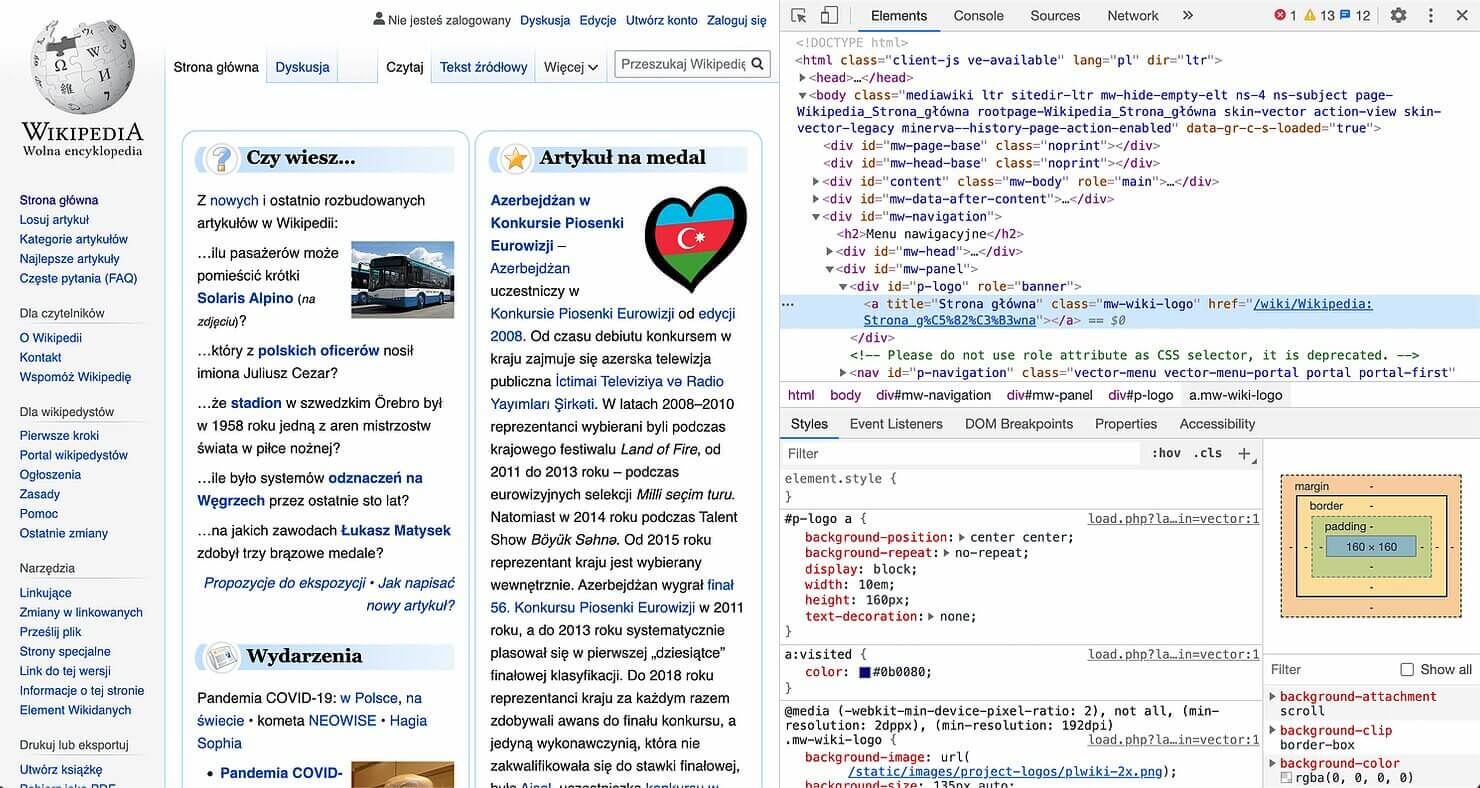 Nie jesteś zalogowany Dyskusja Edycje Utwórz konto Zaloguj się
Strona główna Dyskusja Czytaj Tekst źródłowy Więcej Przeszukaj Wikipedię
WIKIPEDIA
Wolna encyklopedia
Strona główna
Losuj artykuł
Kategorie artykułów
Najlepsze artykuły
Częste pytania (FAQ)
Dla czytelników
O Wikipedii
Kontakt
Wspomóż Wikipedię
Dla wikipedystów
Pierwsze kroki
Portal wikipedystów
Ogłoszenia
Zasady
Pomoc
Ostatnie zmiany
Narzędzia
Linkujące
Zmiany w linkowanych
Prześlij plik
Strony specjalne
Link do tej wersji
Informacje o tej stronie
Element Wikidanych
Drukuj lub eksportuj
Utwórz książkę
Czy wiesz...
Z nowych i ostatnio rozbudowanych
artykułów w Wikipedii:
…ilu pasażerów może
pomieścić krótki
Solaris Alpino (na
zdjęciu)?
…który z polskich oficerów nosił
imiona Juliusz Cezar?
…że stadion w szwedzkim Örebro był
w 1958 roku jedną z aren mistrzostw
świata w piłce nożnej?
…ile było systemów odznaczeń na
Węgrzech przez ostatnie sto lat?
…na jakich zawodach Łukasz Matysek
zdobył trzy brązowe medale?
Propozycje do ekspozycji • Jak napisać
nowy artykuł?
Wydarzenia
Pandemia COVID-19: w Polsce, na
świecie • kometa NEOWISE • Hagia
Sophia
• Pandemia COVID-
Artykuł na medal
Azerbejdżan w
Konkursie Piosenki
Eurowizji –
Azerbejdżan
uczestniczy w
Konkursie Piosenki Eurowizji od edycji
2008. Od czasu debiutu konkursem w
kraju zajmuje się azerska telewizja
publiczna İctimai Televiziya və Radio
Yayımları Şirkəti. W latach 2008–2010
reprezentanci wybierani byli podczas
krajowego festiwalu Land of Fire, od
2011 do 2013 roku – podczas
eurowizyjnych selekcji Milli seçim turu.
Natomiast w 2014 roku podczas Talent
Show Böyük Səhnə. Od 2015 roku
reprezentant kraju jest wybierany
wewnętrznie. Azerbejdżan wygrał finał
56. Konkursu Piosenki Eurowizji w 2011
roku, a do 2013 roku systematycznie
plasował się w pierwszej „dziesiątce”
finałowej klasyfikacji. Do 2018 roku
reprezentanci kraju za każdym razem
zdobywali awans do finału konkursu, a
jedyną wykonawczynią, która nie
zakwalifikowała się do stawki finałowej,
Elements Console Sources Network » 1 13 12
<!DOCTYPE html>
<html class="client-js ve-available" lang="pl" dir="ltr">
<head>…</head>
<body class="mediawiki ltr sitedir-ltr mw-hide-empty-elt ns-4 ns-subject page-
Wikipedia_Strona_główna rootpage-Wikipedia_Strona_główna skin-vector action-view skin-
vector-legacy minerva--history-page-action-enabled" data-gr-c-s-loaded="true">
<div id="mw-page-base" class="noprint"></div>
<div id="mw-head-base" class="noprint"></div>
<div id="content" class="mw-body" role="main">…</div>
<div id="mw-data-after-content">…</div>
<div id="mw-navigation">
<h2>Menu nawigacyjne</h2>
<div id="mw-head">…</div>
<div id="mw-panel">
<div id="p-logo" role="banner">
… <a title="Strona główna" class="mw-wiki-logo" href="/wiki/Wikipedia:
Strona_g%C5%82%C3%B3wna"></a> == $0
</div>
<!-- Please do not use role attribute as CSS selector, it is deprecated. -->
<nav id="p-navigation" class="vector-menu vector-menu-portal portal portal-first"
html body div#mw-navigation div#mw-panel div#p-logo a.mw-wiki-logo
Styles Event Listeners DOM Breakpoints Properties Accessibility
Filter :hov .cls +
element.style {
}
#p-logo a { load.php?la…in=vector:1
background-position: center center;
background-repeat: no-repeat;
display: block;
width: 10em;
height: 160px;
text-decoration: none;
}
a:visited { load.php?la…in=vector:1
color: #0b0080;
}
@media (-webkit-min-device-pixel-ratio: 2), not all, (min-
resolution: 2dppx), (min-resolution: 192dpi)
.mw-wiki-logo { load.php?la…in=vector:1
background-image: url(
/static/images/project-logos/plwiki-2x.png);
background-size: 135px auto;
margin -
border -
padding -
- - - 160 × 160 - - -
-
-
-
Filter Show all
background-attachment
scroll
background-clip
border-box
background-color
rgba(0, 0, 0, 0)